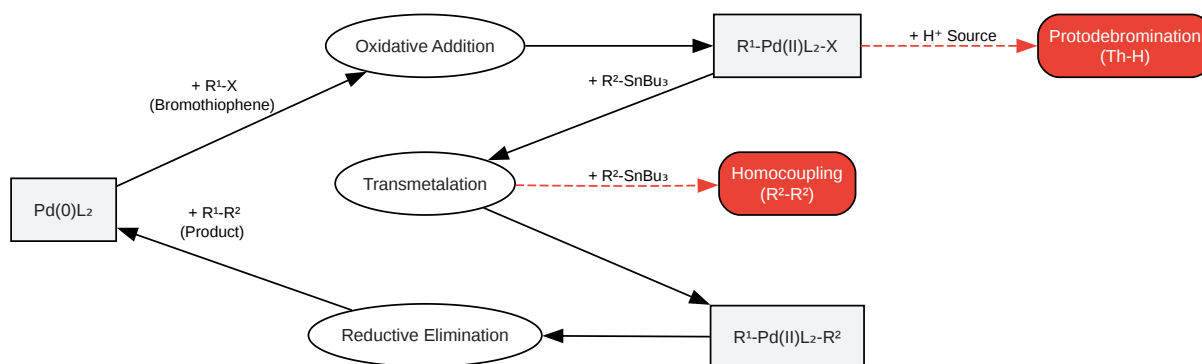 Oxidative Addition
R¹-Pd(II)L₂-X
+ H⁺ Source
Protodebromination
(Th-H)
+ R¹-X
(Bromothiophene)
+ R²-SnBu₃
Transmetalation
+ R²-SnBu₃
Homocoupling
(R²-R²)
Pd(0)L₂
+ R¹-R²
(Product)
Reductive Elimination
R¹-Pd(II)L₂-R²